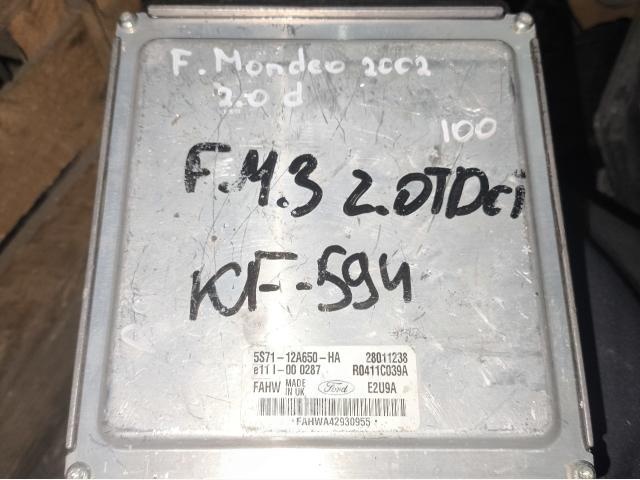 F. Mondeo 2002
2.0 d
100
F.M.3 2.0TDci
KF-594
5S71-12A650-HA 28011238
e11 I-00 0287 R0411C039A
FAHW MADE IN UK Ford E2U9A
FAHWA42930955